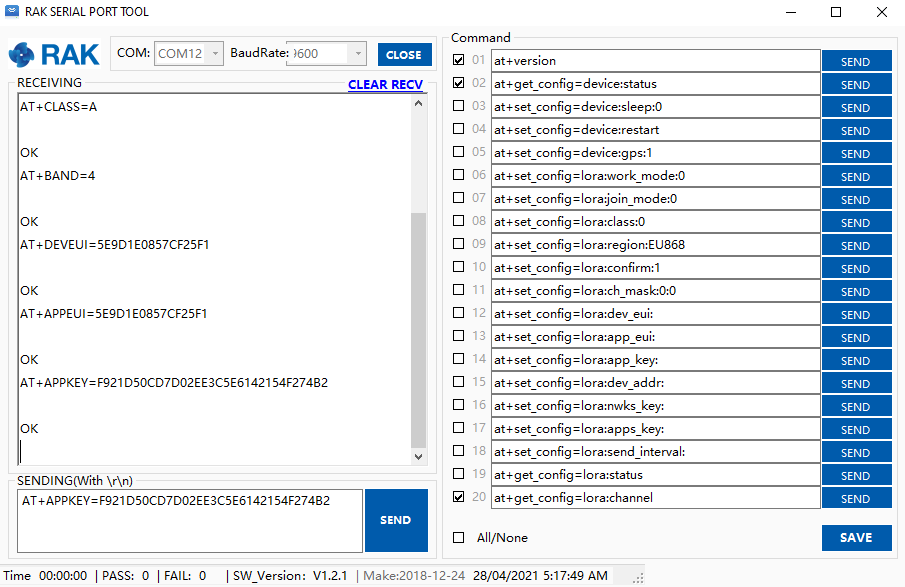 RAK SERIAL PORT TOOL
RAK
COM: COM12 BaudRate: 9600 CLOSE
RECEIVING CLEAR RECV
AT+CLASS=A
OK
AT+BAND=4
OK
AT+DEVEUI=5E9D1E0857CF25F1
OK
AT+APPEUI=5E9D1E0857CF25F1
OK
AT+APPKEY=F921D50CD7D02EE3C5E6142154F274B2
OK
SENDING(With \r\n)
AT+APPKEY=F921D50CD7D02EE3C5E6142154F274B2
SEND
Command
01 at+version SEND
02 at+get_config=device:status SEND
03 at+set_config=device:sleep:0 SEND
04 at+set_config=device:restart SEND
05 at+set_config=device:gps:1 SEND
06 at+set_config=lora:work_mode:0 SEND
07 at+set_config=lora:join_mode:0 SEND
08 at+set_config=lora:class:0 SEND
09 at+set_config=lora:region:EU868 SEND
10 at+set_config=lora:confirm:1 SEND
11 at+set_config=lora:ch_mask:0:0 SEND
12 at+set_config=lora:dev_eui: SEND
13 at+set_config=lora:app_eui: SEND
14 at+set_config=lora:app_key: SEND
15 at+set_config=lora:dev_addr: SEND
16 at+set_config=lora:nwks_key: SEND
17 at+set_config=lora:apps_key: SEND
18 at+set_config=lora:send_interval: SEND
19 at+get_config=lora:status SEND
20 at+get_config=lora:channel SEND
All/None SAVE
Time 00:00:00 | PASS: 0 | FAIL: 0 | SW_Version: V1.2.1 | Make:2018-12-24 28/04/2021 5:17:49 AM